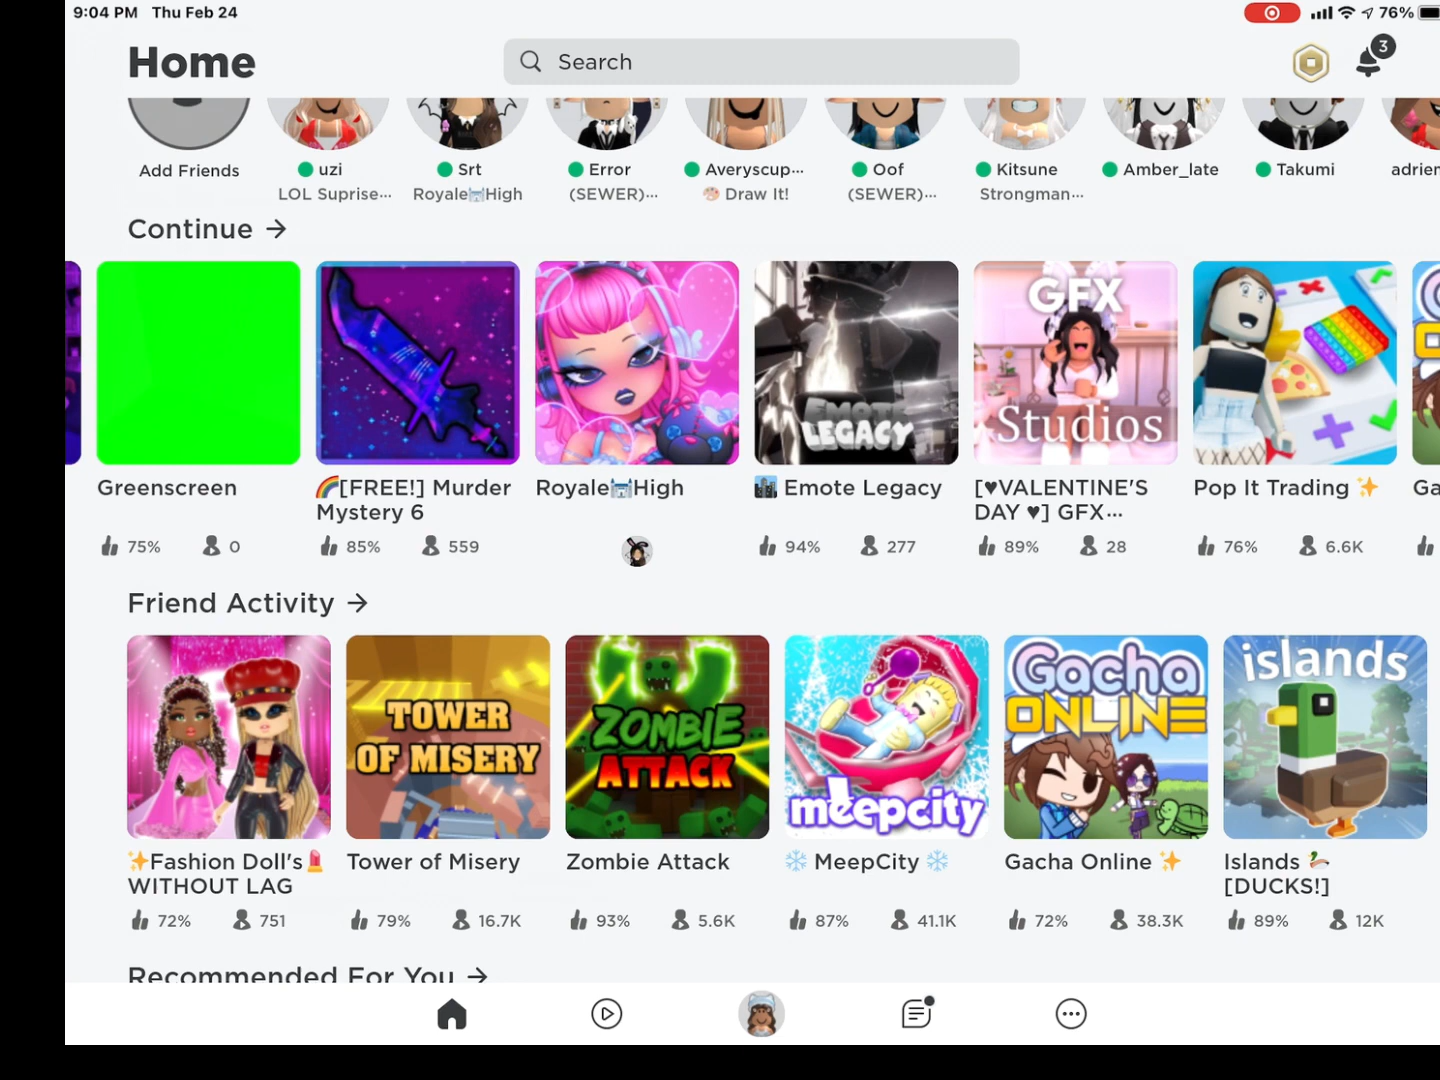 9:04 PM Thu Feb 24
76%
Home
Search
3
Add Friends
uzi
Srt
Error
Averyscup...
Oof
Kitsune
Amber_late
Takumi
adrien
LOL Suprise...
Royale🏰High
(SEWER)...
🎨 Draw It!
(SEWER)...
Strongman...
Continue →
EMOTE
LEGACY
GFX
Studios
Greenscreen
🌈[FREE!] Murder
Mystery 6
Royale🏰High
🏙️ Emote Legacy
[♥VALENTINE'S
DAY ♥] GFX...
Pop It Trading ✨
Ga
75% 0
85% 559
94% 277
89% 28
76% 6.6K
Friend Activity →
TOWER
OF MISERY
ZOMBIE
ATTACK
meepcity
Gacha
ONLINE
islands
✨Fashion Doll's💄
WITHOUT LAG
Tower of Misery
Zombie Attack
❄️ MeepCity ❄️
Gacha Online ✨
Islands 🦆
[DUCKS!]
72% 751
79% 16.7K
93% 5.6K
87% 41.1K
72% 38.3K
89% 12K
Recommended For You →